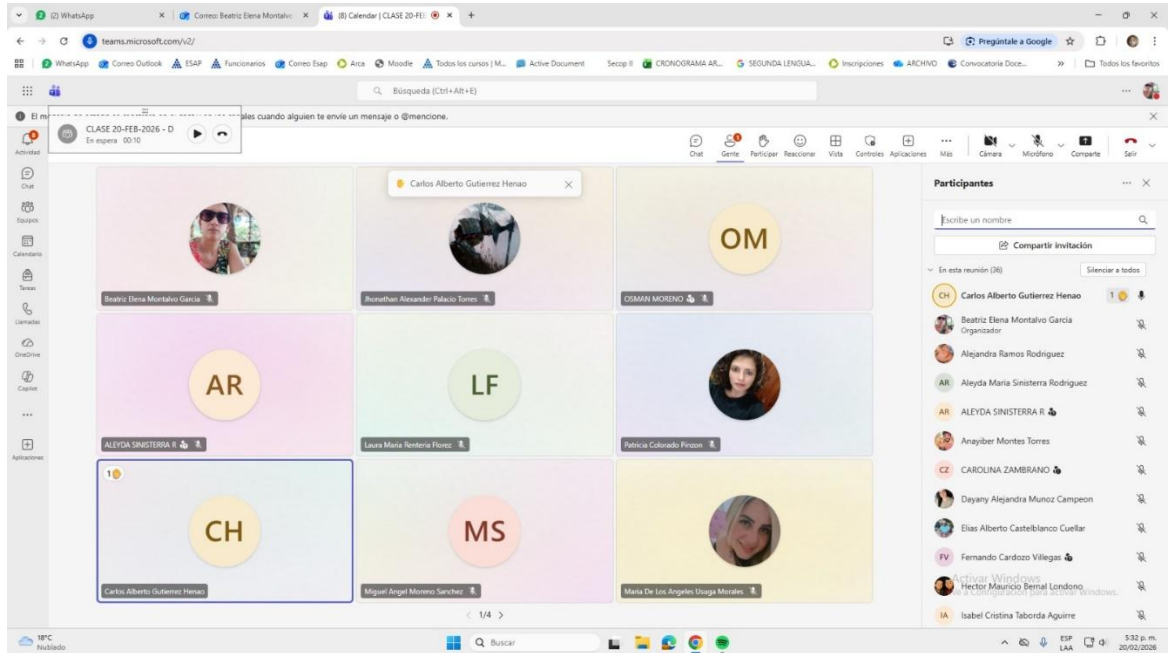 (2) WhatsApp
Correo: Beatriz Elena Montalvo
(8) Calendar | CLASE 20-FEB
teams.microsoft.com/v2/
Pregúntale a Google
WhatsApp Correo Outlook ESAP Funcionarios Correo Esap Arca Moodle Todos los cursos | M... Active Document Secop II CRONOGRAMA AR... SEGUNDA LENGUA... Inscripciones ARCHIVO Convocatoria Doce... Todos los favoritos
Búsqueda (Ctrl+Alt+E)
El m
ales cuando alguien te envíe un mensaje o @mencione.
CLASE 20-FEB-2026 - D
En espera 00:10
Actividad
Chat
Equipos
Calendario
Tareas
Llamadas
OneDrive
Copilot
Aplicaciones
Chat Gente Participar Reaccionar Vista Controles Aplicaciones Más Cámara Micrófono Comparte Salir
Carlos Alberto Gutierrez Henao
Beatriz Elena Montalvo Garcia
Jhonathan Alexander Palacio Torres
OM
OSMAN MORENO
AR
ALEYDA SINISTERRA R
LF
Laura Maria Renteria Florez
Patricia Colorado Pinzon
1
CH
Carlos Alberto Gutierrez Henao
MS
Miguel Angel Moreno Sanchez
Maria De Los Angeles Usuga Morales
1/4
Participantes
Escribe un nombre
Compartir invitación
En esta reunión (36) Silenciar a todos
CH Carlos Alberto Gutierrez Henao 1
Beatriz Elena Montalvo Garcia
Organizador
Alejandra Ramos Rodriguez
AR Aleyda Maria Sinisterra Rodriguez
AR ALEYDA SINISTERRA R
Anayiber Montes Torres
CZ CAROLINA ZAMBRANO
Dayany Alejandra Munoz Campeon
Elias Alberto Castelblanco Cuellar
FV Fernando Cardozo Villegas
Activar Windows
Hector Mauricio Bernal Londono
Ve a Configuración para activar Windows.
IA Isabel Cristina Taborda Aguirre
18°C
Nublado
Buscar
ESP
LAA
5:32 p. m.
20/02/2026